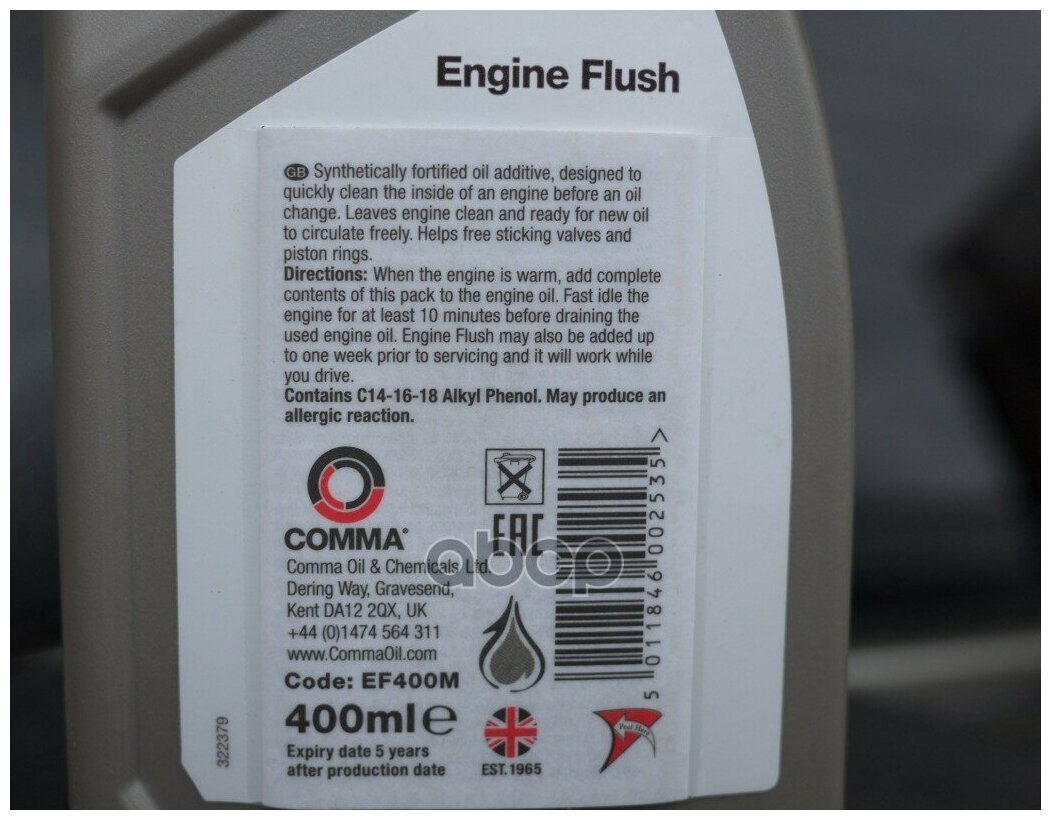 Engine Flush
GB Synthetically fortified oil additive, designed to
quickly clean the inside of an engine before an oil
change. Leaves engine clean and ready for new oil
to circulate freely. Helps free sticking valves and
piston rings.
Directions: When the engine is warm, add complete
contents of this pack to the engine oil. Fast idle the
engine for at least 10 minutes before draining the
used engine oil. Engine Flush may also be added up
to one week prior to servicing and it will work while
you drive.
Contains C14-16-18 Alkyl Phenol. May produce an
allergic reaction.
COMMA®
Comma Oil & Chemicals Ltd.
Dering Way, Gravesend,
Kent DA12 2QX, UK
+44 (0)1474 564 311
www.CommaOil.com
Code: EF400M
400ml e
Expiry date 5 years
after production date
EAC
abcp
EST.1965
Peel Here
5 011846 002535 >
322379